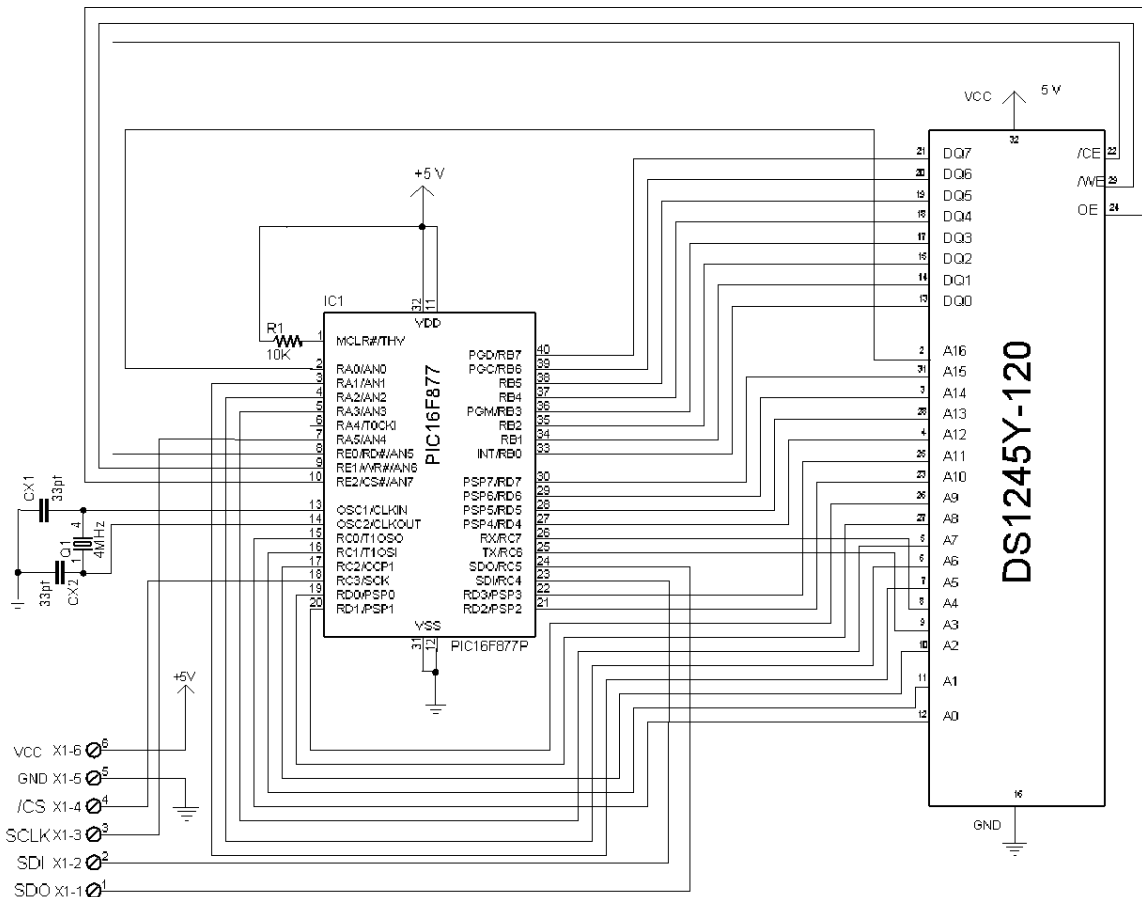 VCC
5 V
32
21 DQ7
20 DQ6
19 DQ5
18 DQ4
17 DQ3
15 DQ2
14 DQ1
13 DQ0
/CE 22
/WE 29
OE 24
2 A16
31 A15
3 A14
28 A13
4 A12
25 A11
23 A10
26 A9
27 A8
5 A7
6 A6
7 A5
8 A4
9 A3
10 A2
11 A1
12 A0
DS1245Y-120
16
GND
+5 V
IC1
32
11
VDD
R1
10K
1 MCLR#/THV
2 RA0/AN0
3 RA1/AN1
4 RA2/AN2
5 RA3/AN3
6 RA4/T0CKI
7 RA5/AN4
8 RE0/RD#/AN5
9 RE1/WR#/AN6
10 RE2/CS#/AN7
13 OSC1/CLKIN
14 OSC2/CLKOUT
15 RC0/T1OSO
16 RC1/T1OSI
17 RC2/CCP1
18 RC3/SCK
19 RD0/PSP0
20 RD1/PSP1
PIC16F877
PGD/RB7 40
PGC/RB6 39
RB5 38
RB4 37
PGM/RB3 36
RB2 35
RB1 34
INT/RB0 33
PSP7/RD7 30
PSP6/RD6 29
PSP5/RD5 28
PSP4/RD4 27
RX/RC7 26
TX/RC6 25
SDO/RC5 24
SDI/RC4 23
RD3/PSP3 22
RD2/PSP2 21
VSS
31
12
PIC16F877P
CX1
33pf
4
1
Q1
4MHz
33pf
CX2
+5V
VCC X1-6 6
GND X1-5 5
/CS X1-4 4
SCLK X1-3 3
SDI X1-2 2
SDO X1-1 1